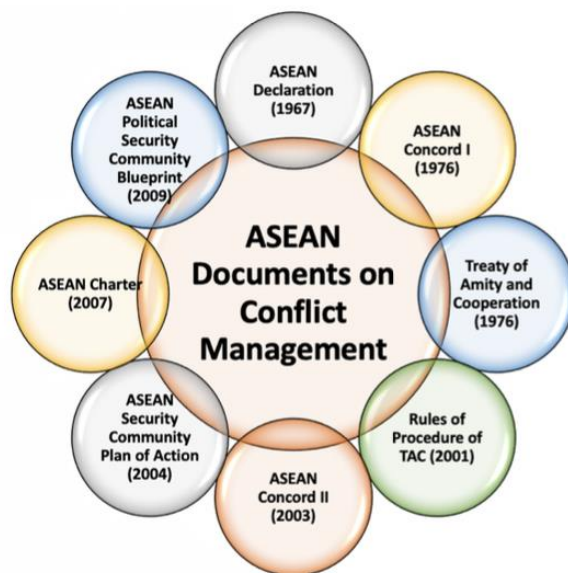 ASEAN
Declaration
(1967)
ASEAN
Concord I
(1976)
Treaty of
Amity and
Cooperation
(1976)
Rules of
Procedure of
TAC (2001)
ASEAN
Concord II
(2003)
ASEAN
Security
Community
Plan of Action
(2004)
ASEAN Charter
(2007)
ASEAN
Political
Security
Community
Blueprint
(2009)
ASEAN
Documents on
Conflict
Management